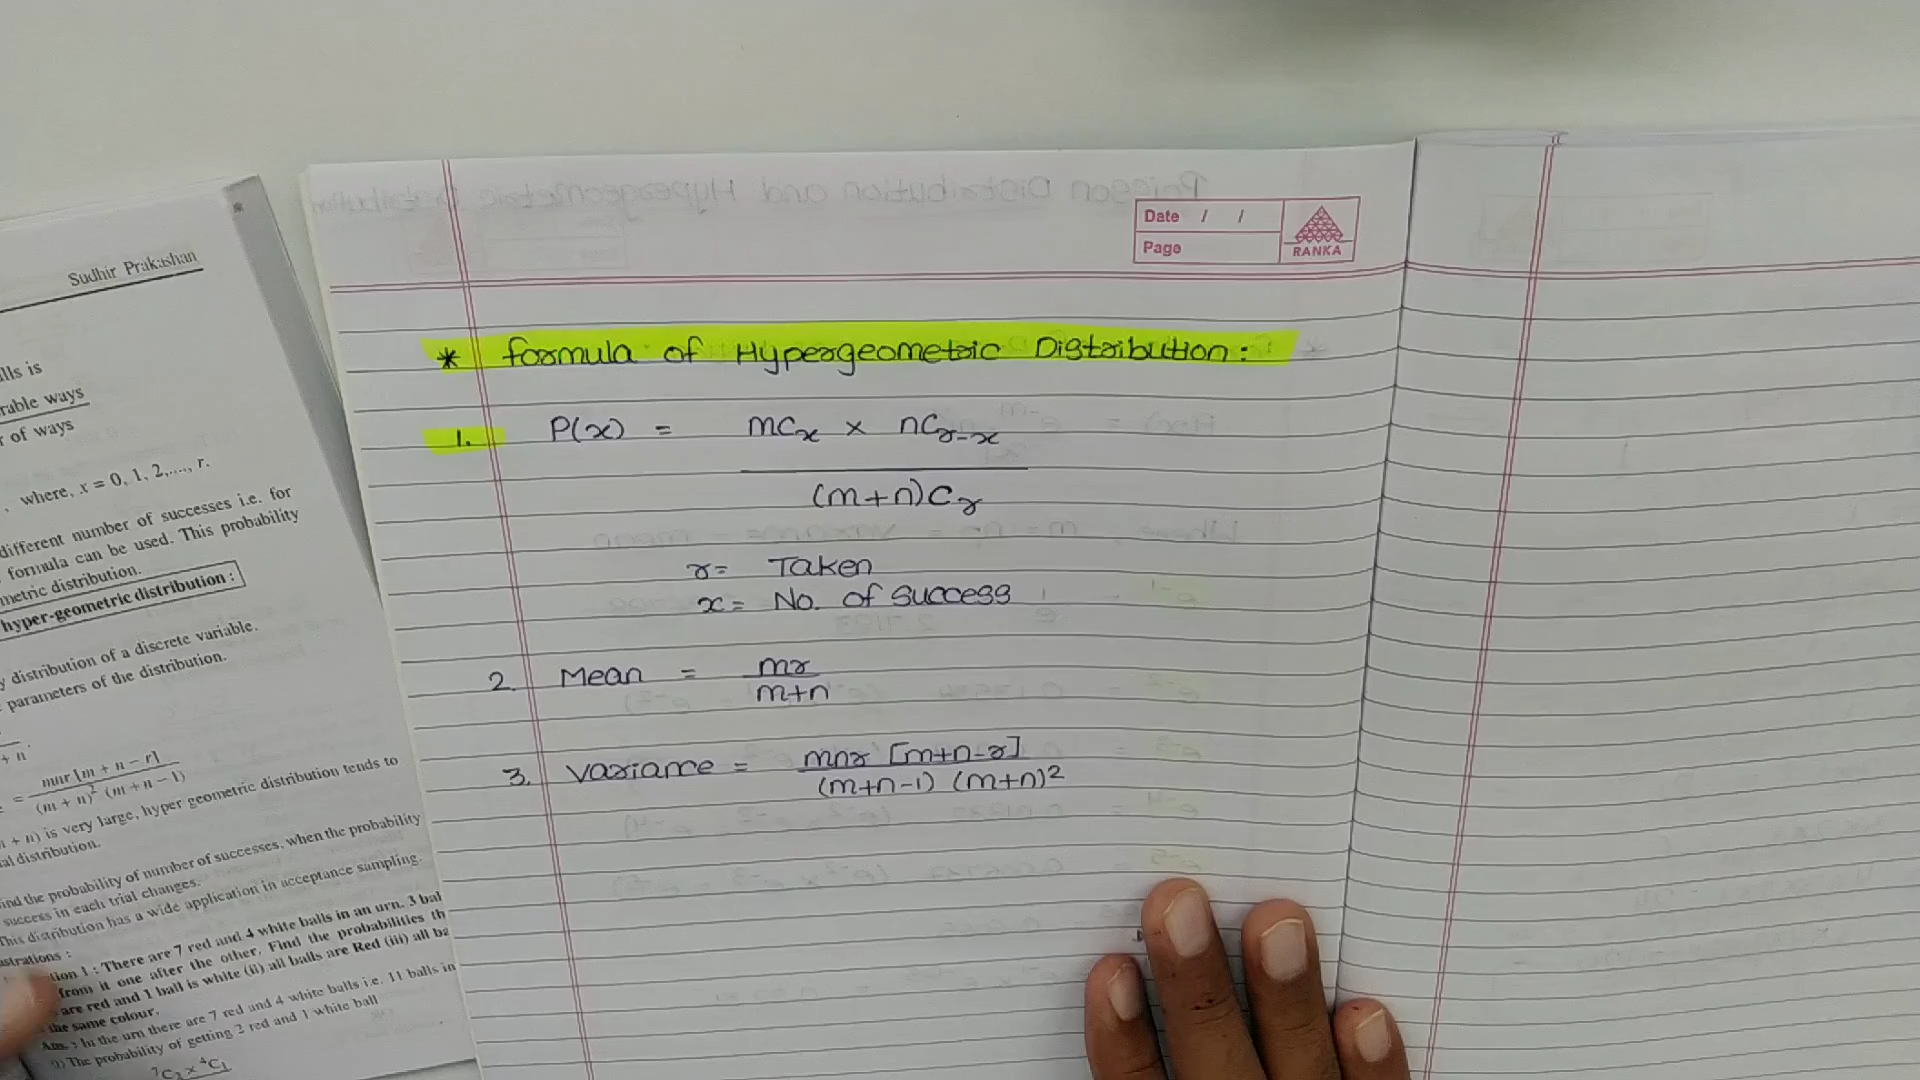 Sudhir Prakashan
lls is
rable ways
r of ways
, where, x = 0, 1, 2,...., r.
different number of successes i.e. for
formula can be used. This probability
metric distribution.
hyper-geometric distribution :
y distribution of a discrete variable.
parameters of the distribution.
+ n
= mnr [m + n − r]
(m + n)² (m + n − 1)
+ n) is very large, hyper geometric distribution tends to
al distribution.
ind the probability of number of successes, when the probability
success in each trial changes.
This distribution has a wide application in acceptance sampling.
strations :
tion 1 : There are 7 red and 4 white balls in an urn. 3 bal
from it one after the other. Find the probabilities th
are red and 1 ball is white (ii) all balls are Red (iii) all ba
the same colour.
Ans. : In the urn there are 7 red and 4 white balls i.e. 11 balls in
i) The probability of getting 2 red and 1 white ball
⁷C₂ × ⁴C₁
Date / /
Page
RANKA
* Formula of Hypergeometric Distribution :
1. P(x) = mCx × nCr-x
(m+n)Cr
r = Taken
x = No. of success
2. Mean = mr
m+n
3. Variance = mnr [m+n-r]
(m+n-1) (m+n)²